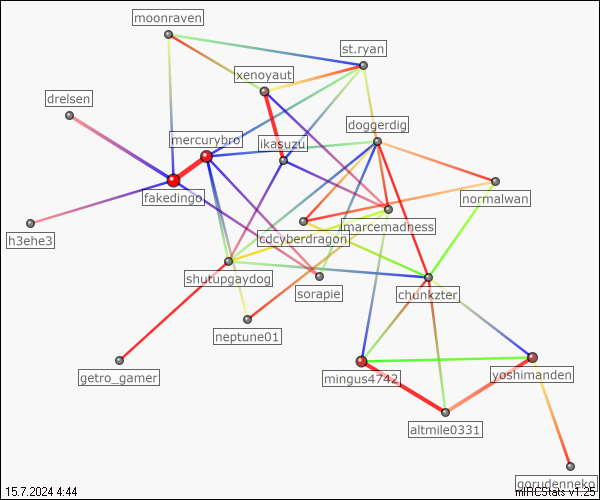 moonraven
st.ryan
xenoyaut
drelsen
doggerdig
mercurybro
ikasuzu
fakedingo
normalwan
marcemadness
cdcyberdragon
h3ehe3
shutupgaydog
sorapie
chunkzter
neptune01
getro_gamer
mingus4742
yoshimanden
altmile0331
gorudenneko
15.7.2024 4:44
mIRCStats v1.25